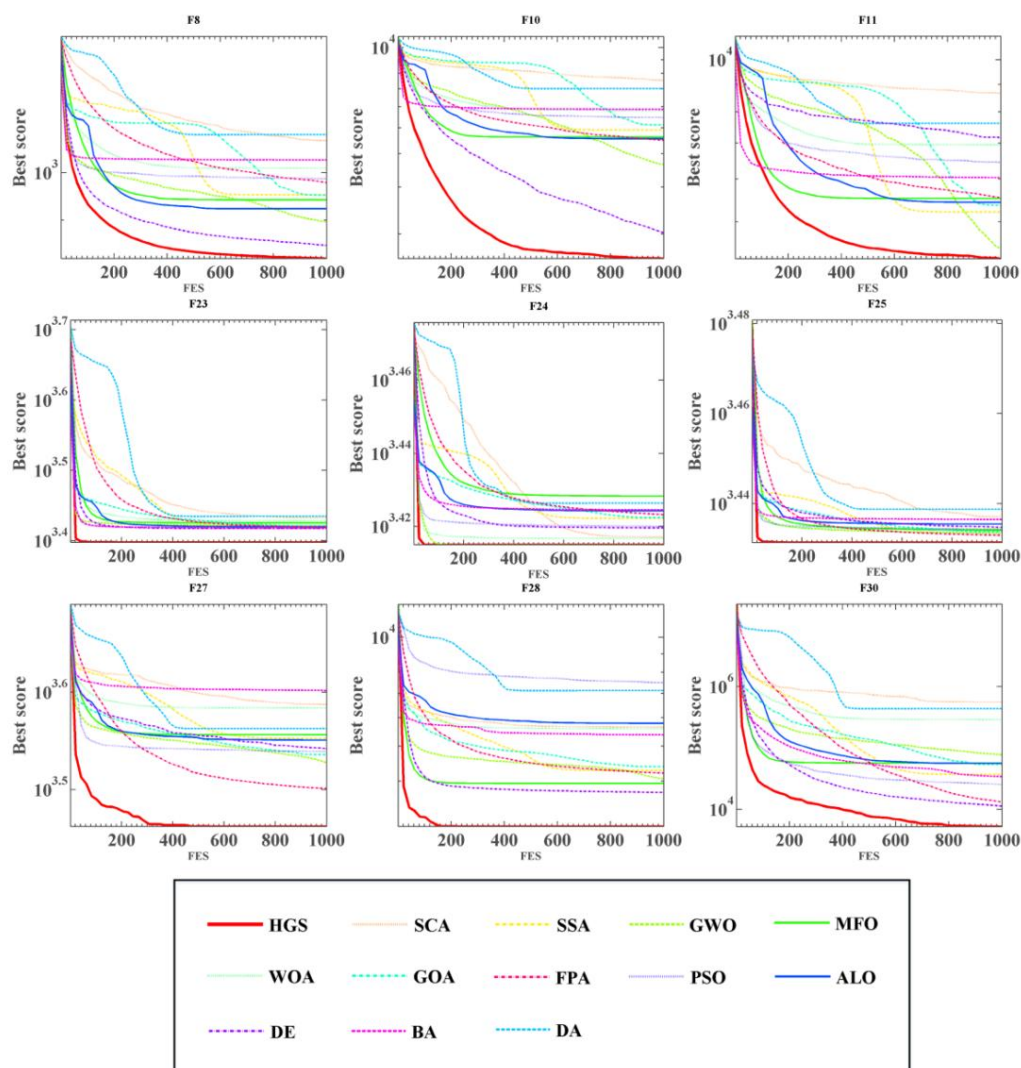 F8
F10
F11
Best score
10^3
200 400 600 800 1000
FES
Best score
10^4
200 400 600 800 1000
FES
Best score
10^4
200 400 600 800 1000
FES
F23
F24
F25
Best score
10^3.7
10^3.6
10^3.5
10^3.4
200 400 600 800 1000
FES
Best score
10^3.46
10^3.44
10^3.42
200 400 600 800 1000
FES
Best score
10^3.48
10^3.46
10^3.44
200 400 600 800 1000
FES
F27
F28
F30
Best score
10^3.6
10^3.5
200 400 600 800 1000
FES
Best score
10^4
200 400 600 800 1000
FES
Best score
10^6
10^4
200 400 600 800 1000
FES
HGS SCA SSA GWO MFO
WOA GOA FPA PSO ALO
DE BA DA